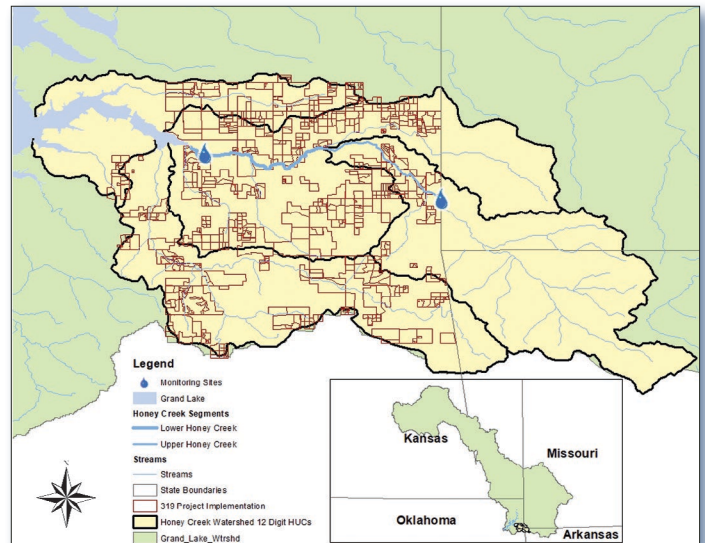 Legend
Monitoring Sites
Grand Lake
Honey Creek Segments
Lower Honey Creek
Upper Honey Creek
Streams
Streams
State Boundaries
319 Project Implementation
Honey Creek Watershed 12 Digit HUCs
Grand_Lake_Wtrshd
Kansas
Missouri
Oklahoma
Arkansas